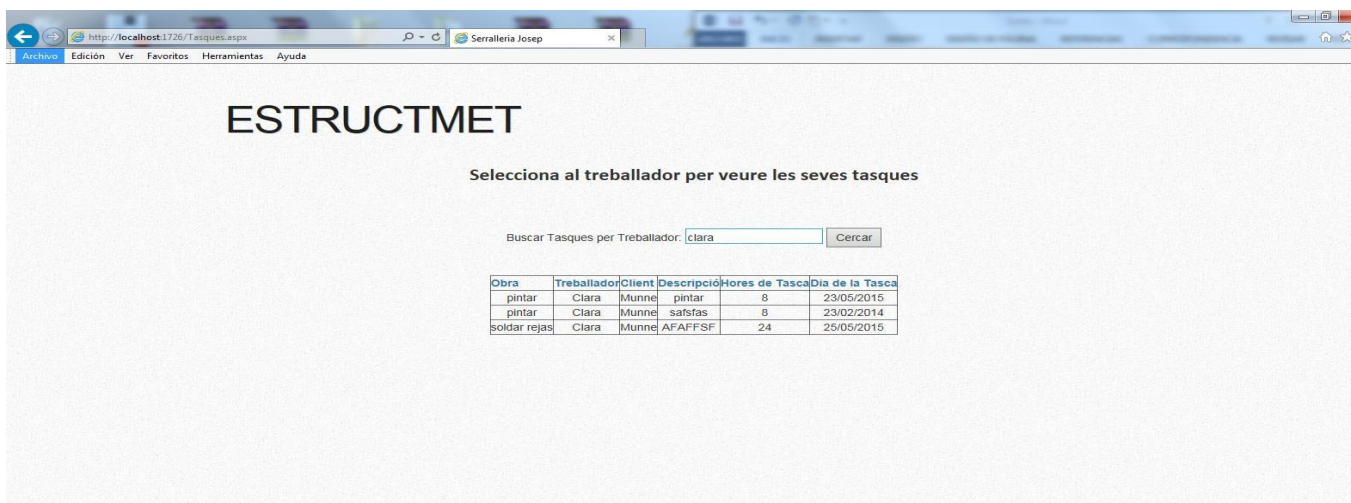 http://localhost:1726/Tasques.aspx
Serralleria Josep
Archivo Edición Ver Favoritos Herramientas Ayuda
ESTRUCTMET
Selecciona al treballador per veure les seves tasques
Buscar Tasques per Treballador: clara Cercar
Obra Treballador Client Descripció Hores de Tasca Dia de la Tasca
pintar Clara Munne pintar 8 23/05/2015
pintar Clara Munne safsfas 8 23/02/2014
soldar rejas Clara Munne AFAFFSF 24 25/05/2015